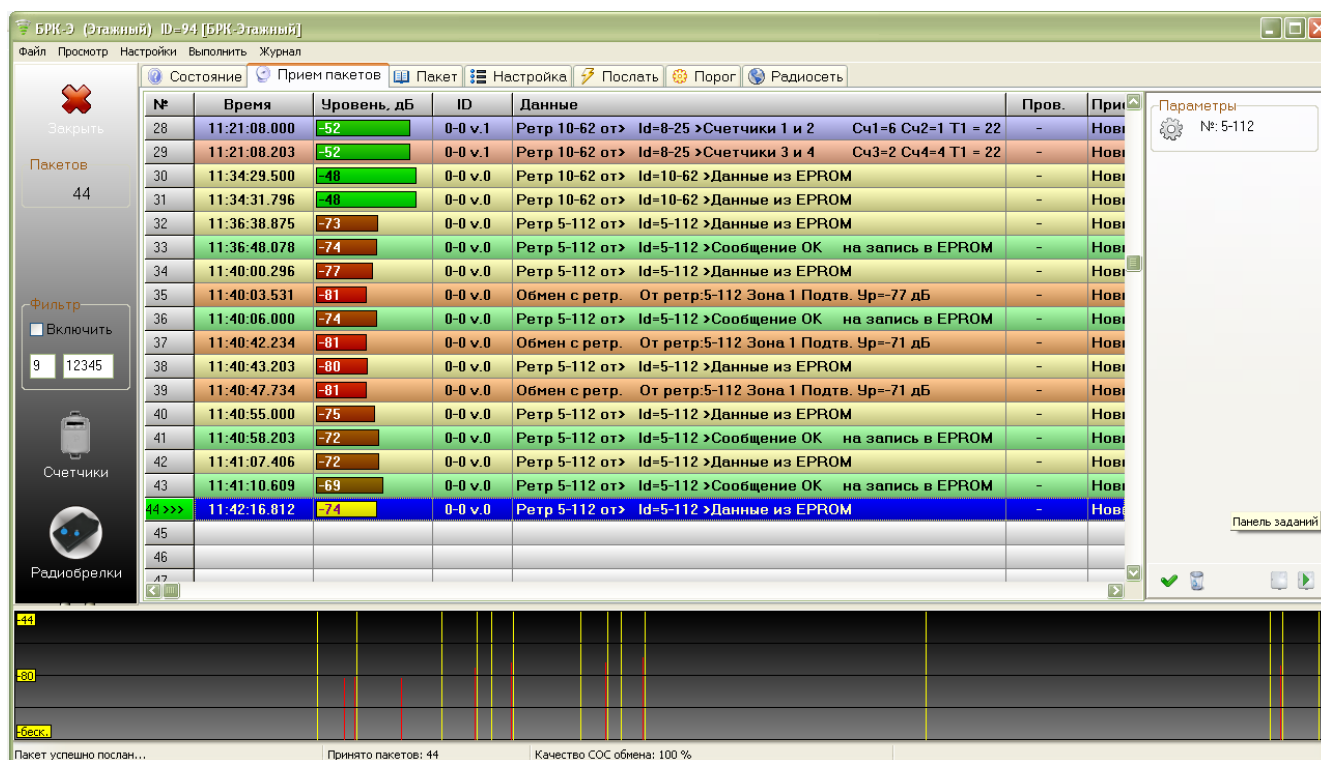 БРК-Э (Этажный) ID=94 [БРК-Этажный]
Файл Просмотр Настройки Выполнить Журнал
Закрыть
Пакетов
44
Фильтр
Включить
9 12345
Счетчики
Радиобрелки
Состояние Прием пакетов Пакет Настройка Послать Порог Радиосеть
№ Время Уровень, дБ ID Данные Пров.
28 11:21:08.000 -52 0-0 v.1 Ретр 10-62 от> Id=8-25 >Счетчики 1 и 2 Сч1=6 Сч2=1 T1 = 22 -
29 11:21:08.203 -52 0-0 v.1 Ретр 10-62 от> Id=8-25 >Счетчики 3 и 4 Сч3=2 Сч4=4 T1 = 22 -
30 11:34:29.500 -48 0-0 v.0 Ретр 10-62 от> Id=10-62 >Данные из EPROM -
31 11:34:31.796 -48 0-0 v.0 Ретр 10-62 от> Id=10-62 >Данные из EPROM -
32 11:36:38.875 -73 0-0 v.0 Ретр 5-112 от> Id=5-112 >Данные из EPROM -
33 11:36:48.078 -74 0-0 v.0 Ретр 5-112 от> Id=5-112 >Сообщение OK на запись в EPROM -
34 11:40:00.296 -77 0-0 v.0 Ретр 5-112 от> Id=5-112 >Данные из EPROM -
35 11:40:03.531 -81 0-0 v.0 Обмен с ретр. От ретр:5-112 Зона 1 Подтв. Ур=-77 дБ -
36 11:40:06.000 -74 0-0 v.0 Ретр 5-112 от> Id=5-112 >Сообщение OK на запись в EPROM -
37 11:40:42.234 -81 0-0 v.0 Обмен с ретр. От ретр:5-112 Зона 1 Подтв. Ур=-71 дБ -
38 11:40:43.203 -80 0-0 v.0 Ретр 5-112 от> Id=5-112 >Данные из EPROM -
39 11:40:47.734 -81 0-0 v.0 Обмен с ретр. От ретр:5-112 Зона 1 Подтв. Ур=-71 дБ -
40 11:40:55.000 -75 0-0 v.0 Ретр 5-112 от> Id=5-112 >Данные из EPROM -
41 11:40:58.203 -72 0-0 v.0 Ретр 5-112 от> Id=5-112 >Сообщение OK на запись в EPROM -
42 11:41:07.406 -72 0-0 v.0 Ретр 5-112 от> Id=5-112 >Данные из EPROM -
43 11:41:10.609 -69 0-0 v.0 Ретр 5-112 от> Id=5-112 >Сообщение OK на запись в EPROM -
44 >>> 11:42:16.812 -74 0-0 v.0 Ретр 5-112 от> Id=5-112 >Данные из EPROM -
45
46
47
Параметры
№: 5-112
Панель заданий
-44
-80
-беск.
Пакет успешно послан... Принято пакетов: 44 Качество СОС обмена: 100 %